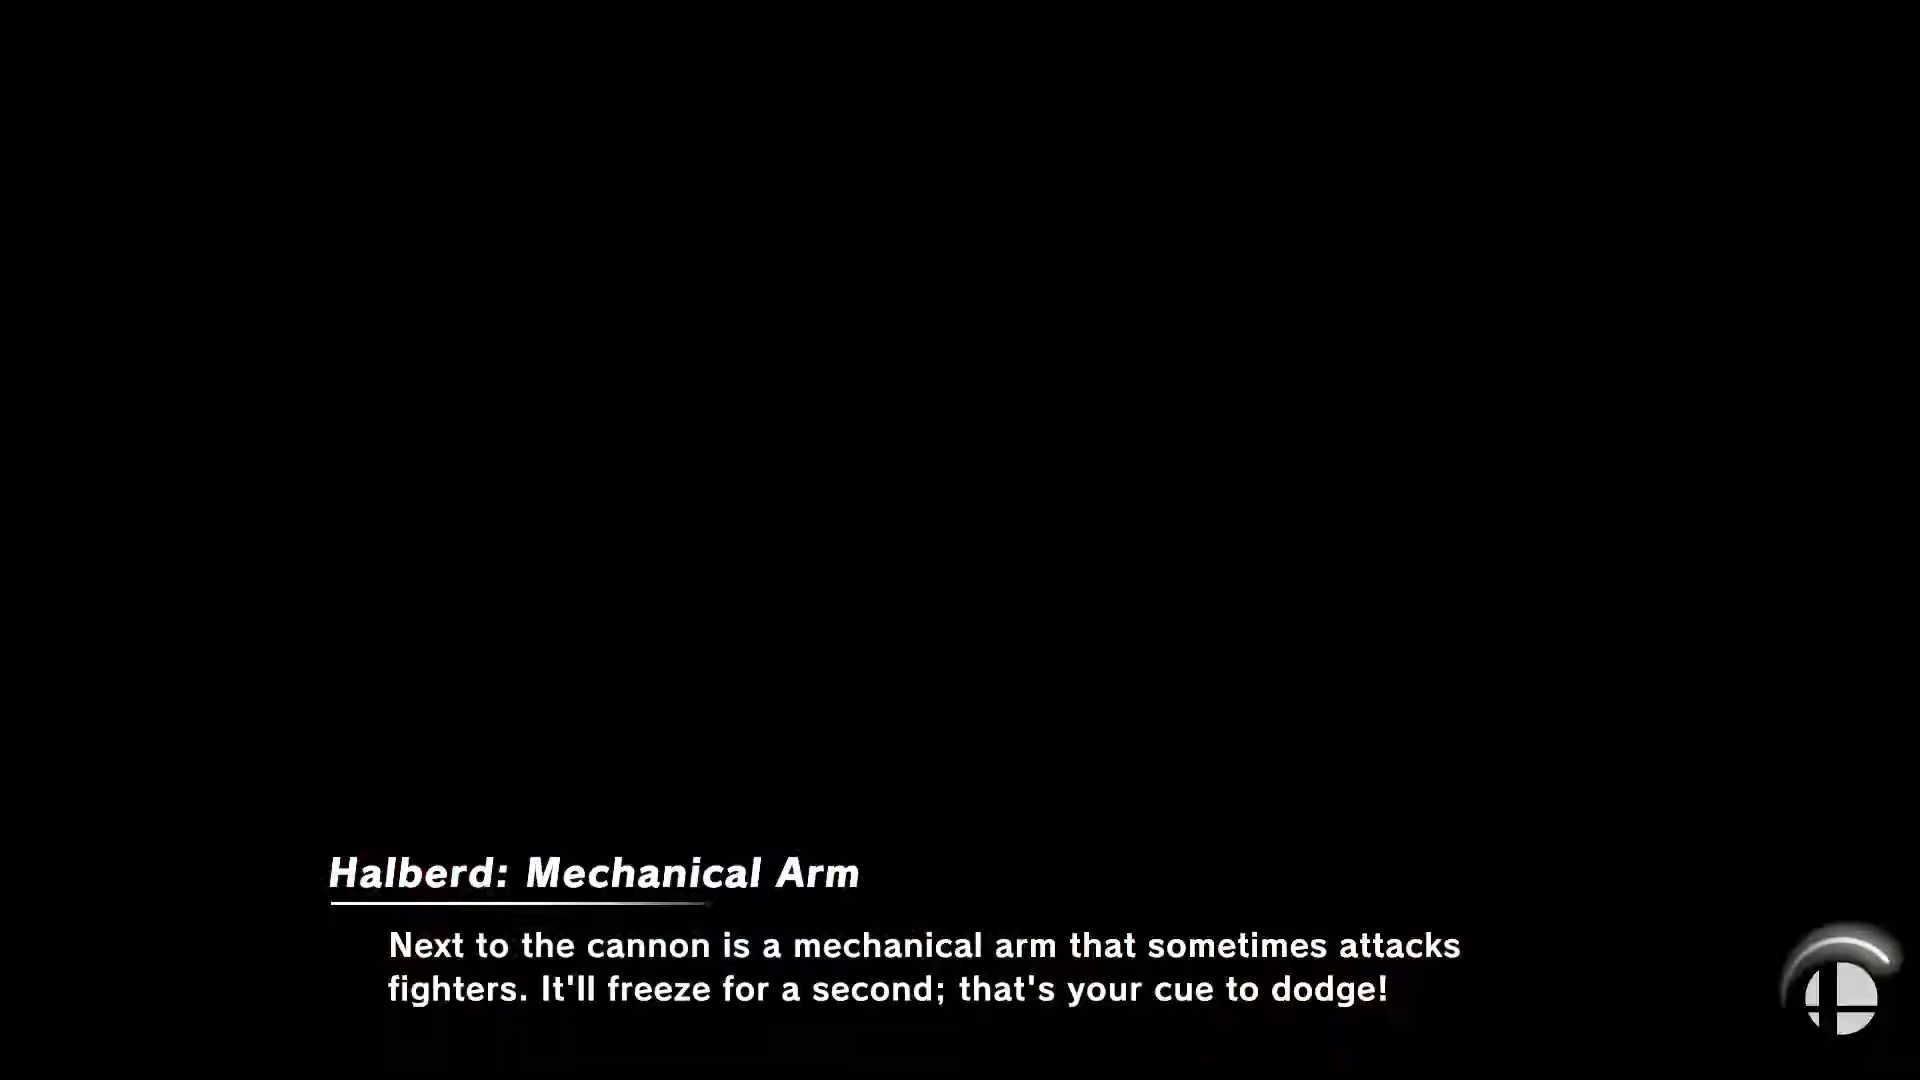 Halberd: Mechanical Arm
Next to the cannon is a mechanical arm that sometimes attacks
fighters. It'll freeze for a second; that's your cue to dodge!